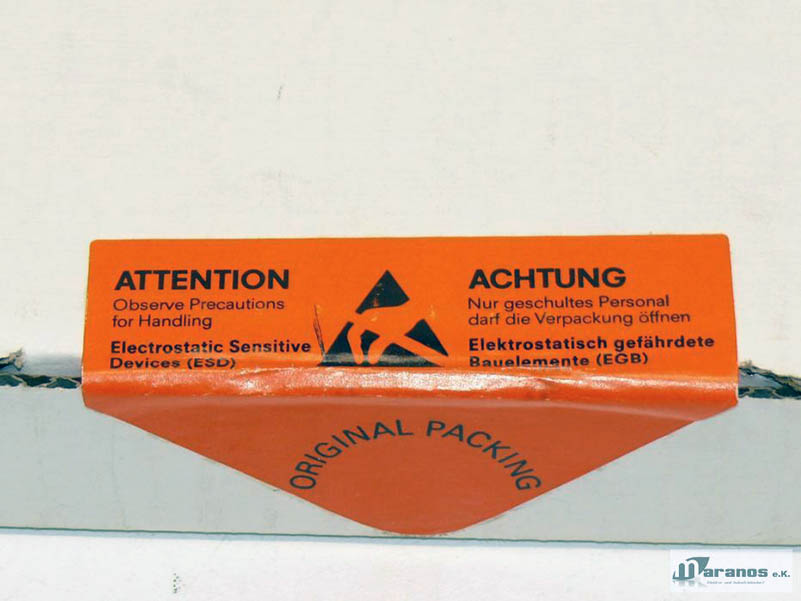 ATTENTION
Observe Precautions
for Handling
Electrostatic Sensitive
Devices (ESD)
ACHTUNG
Nur geschultes Personal
darf die Verpackung öffnen
Elektrostatisch gefährdete
Bauelemente (EGB)
ORIGINAL PACKING
Maranos e.K.